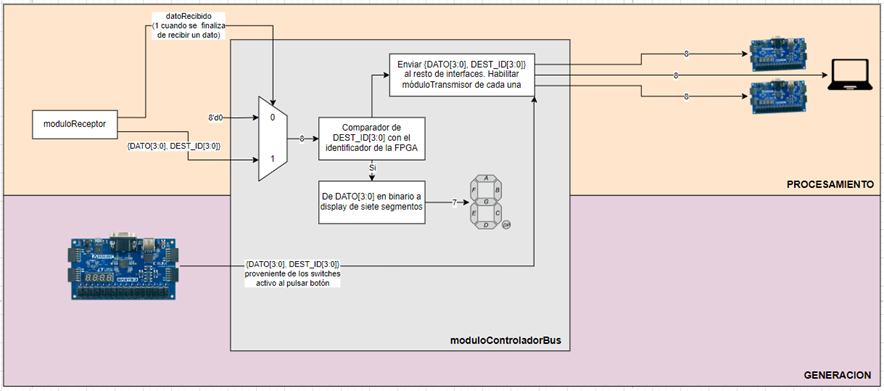 datoRecibido
(1 cuando se finaliza
de recibir un dato)
moduloReceptor
{DATO[3:0], DEST_ID[3:0]}
8'd0
0
1
8
Comparador de
DEST_ID[3:0] con el
identificador de la FPGA
Si
De DATO[3:0] en binario a
display de siete segmentos
7
A
F
B
G
E
C
D
DP
Enviar {DATO[3:0], DEST_ID[3:0]}
al resto de interfaces. Habilitar
móduloTransmisor de cada una
8
8
8
PROCESAMIENTO
{DATO[3:0], DEST_ID[3:0]}
proveniente de los switches
activo al pulsar botón
moduloControladorBus
GENERACION